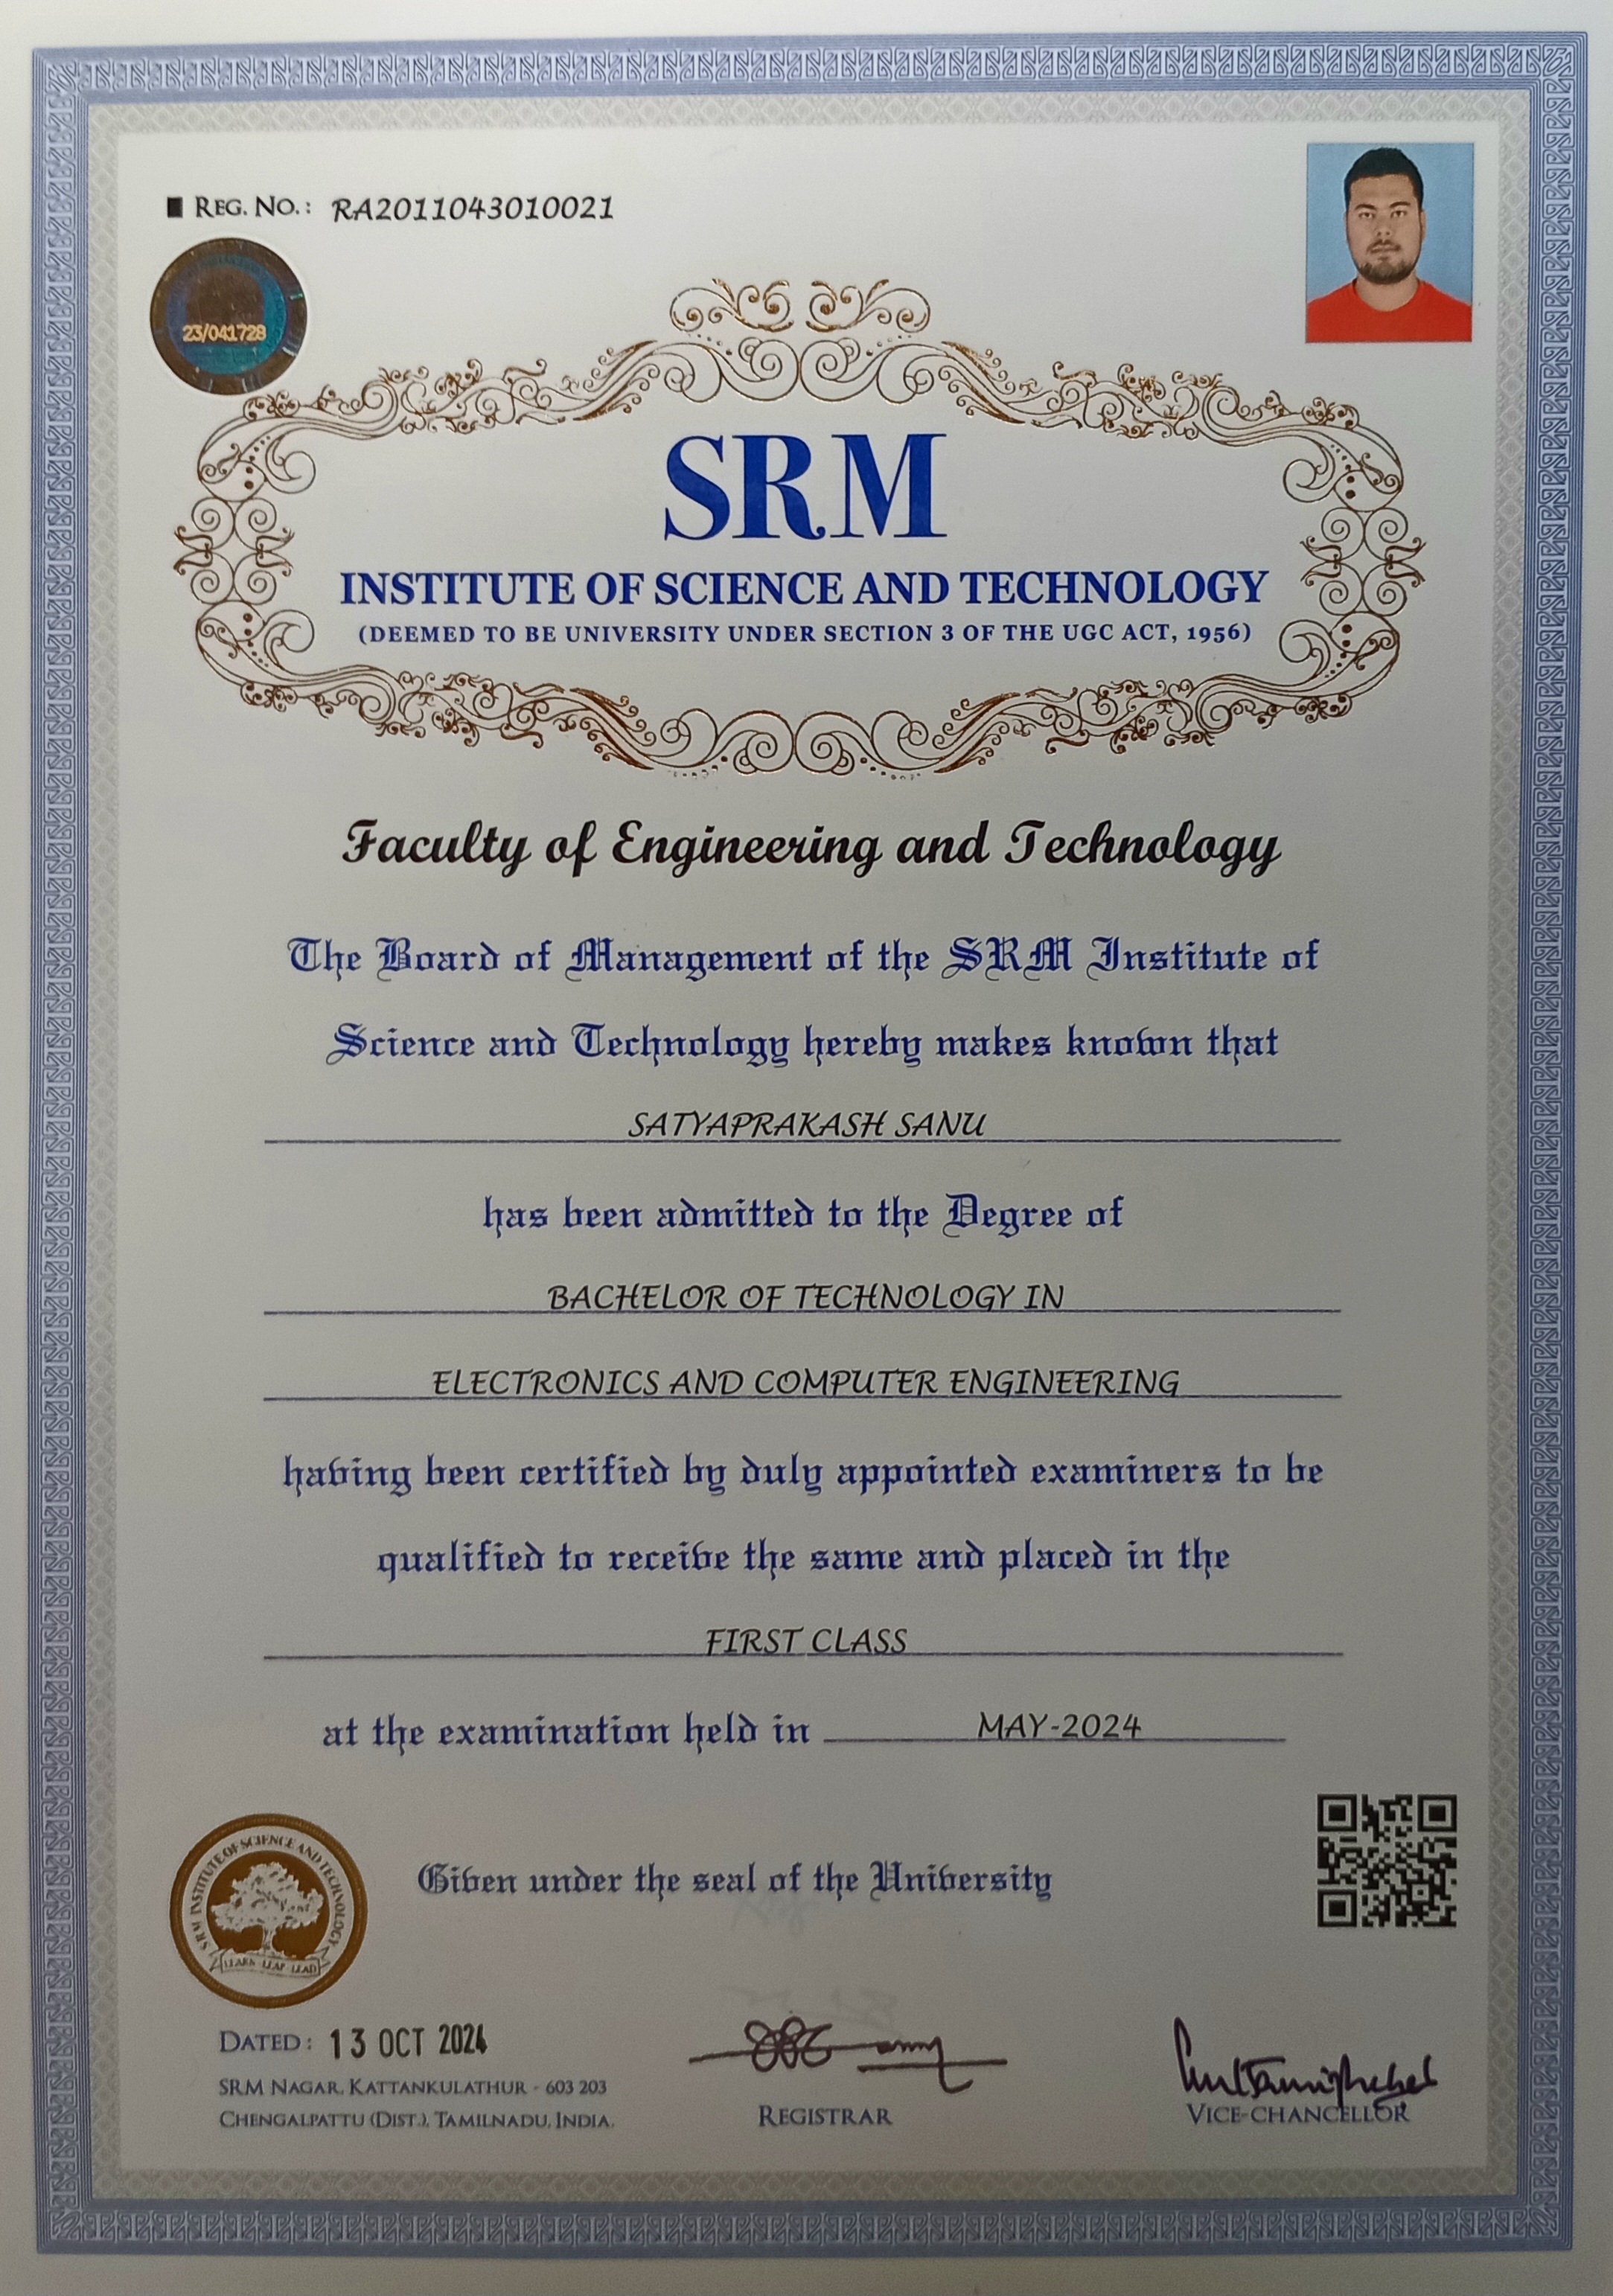 REG. NO.: RA2011043010021
23/041728
SRM
INSTITUTE OF SCIENCE AND TECHNOLOGY
(DEEMED TO BE UNIVERSITY UNDER SECTION 3 OF THE UGC ACT, 1956)
Faculty of Engineering and Technology
The Board of Management of the SRM Institute of
Science and Technology hereby makes known that
SATYAPRAKASH SANU
has been admitted to the Degree of
BACHELOR OF TECHNOLOGY IN
ELECTRONICS AND COMPUTER ENGINEERING
having been certified by duly appointed examiners to be
qualified to receive the same and placed in the
FIRST CLASS
at the examination held in MAY-2024
SRM INSTITUTE OF SCIENCE AND TECHNOLOGY
LEARN-LEAP-LEAD
Given under the seal of the University
DATED: 13 OCT 2024
SRM NAGAR, KATTANKULATHUR - 603 203
CHENGALPATTU (DIST.), TAMILNADU, INDIA.
REGISTRAR
VICE-CHANCELLOR